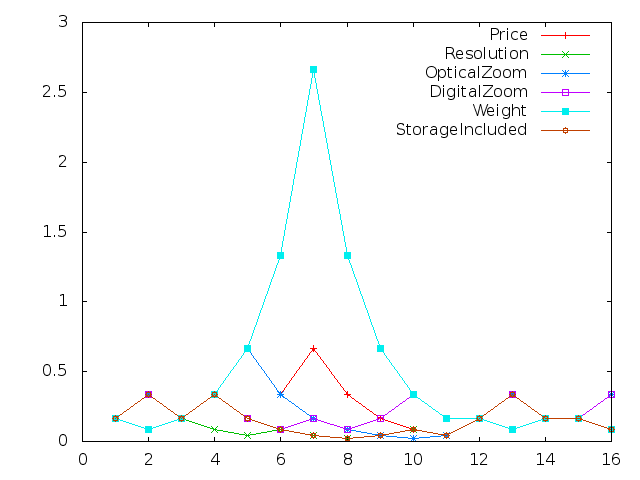 3
Price
Resolution
OpticalZoom
2.5
DigitalZoom
Weight
StorageIncluded
2
1.5
1
0.5
0
0 2 4 6 8 10 12 14 16